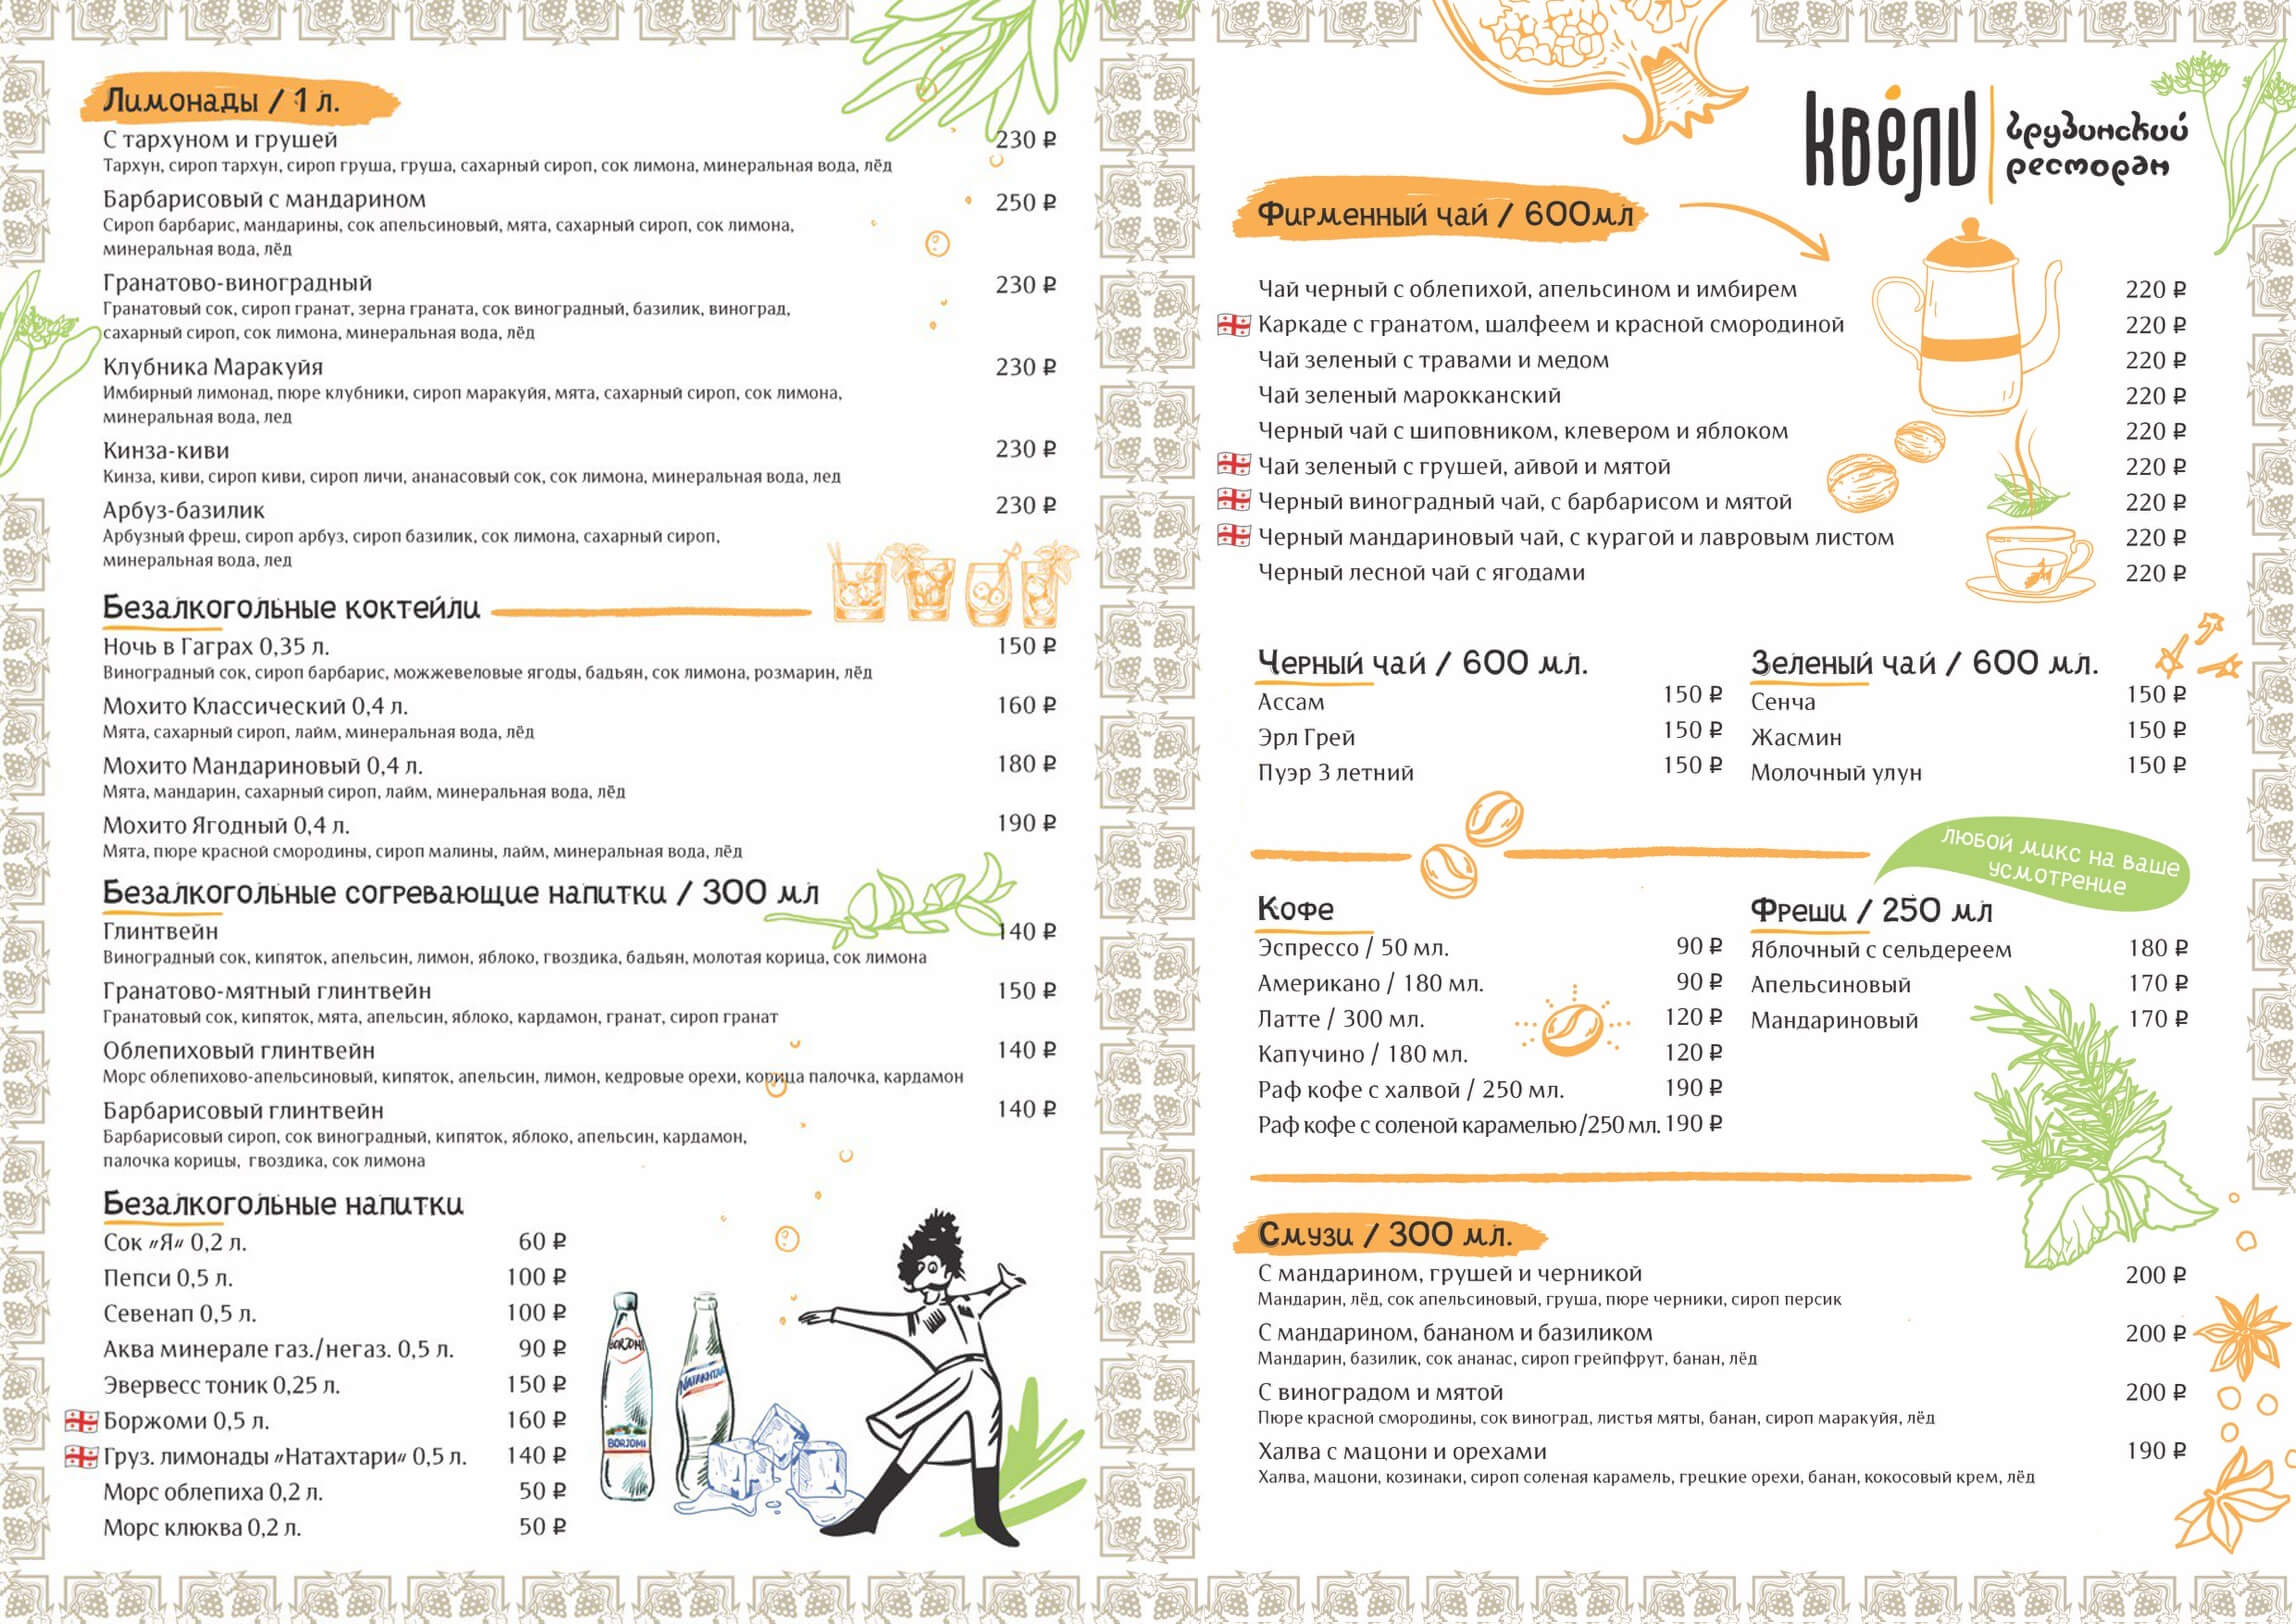 Лимонады / 1 л.
С тархуном и грушей 230 ₽
Тархун, сироп тархун, сироп груша, груша, сахарный сироп, сок лимона, минеральная вода, лёд
Барбарисовый с мандарином 250 ₽
Сироп барбарис, мандарины, сок апельсиновый, мята, сахарный сироп, сок лимона,
минеральная вода, лёд
Гранатово-виноградный 230 ₽
Гранатовый сок, сироп гранат, зерна граната, сок виноградный, базилик, виноград,
сахарный сироп, сок лимона, минеральная вода, лёд
Клубника Маракуйя 230 ₽
Имбирный лимонад, пюре клубники, сироп маракуйя, мята, сахарный сироп, сок лимона,
минеральная вода, лед
Кинза-киви 230 ₽
Кинза, киви, сироп киви, сироп личи, ананасовый сок, сок лимона, минеральная вода, лед
Арбуз-базилик 230 ₽
Арбузный фреш, сироп арбуз, сироп базилик, сок лимона, сахарный сироп,
минеральная вода, лед
Безалкогольные коктейли
Ночь в Гаграх 0,35 л. 150 ₽
Виноградный сок, сироп барбарис, можжевеловые ягоды, бадьян, сок лимона, розмарин, лёд
Мохито Классический 0,4 л. 160 ₽
Мята, сахарный сироп, лайм, минеральная вода, лёд
Мохито Мандариновый 0,4 л. 180 ₽
Мята, мандарин, сахарный сироп, лайм, минеральная вода, лёд
Мохито Ягодный 0,4 л. 190 ₽
Мята, пюре красной смородины, сироп малины, лайм, минеральная вода, лёд
Безалкогольные согревающие напитки / 300 мл
Глинтвейн 140 ₽
Виноградный сок, кипяток, апельсин, лимон, яблоко, гвоздика, бадьян, молотая корица, сок лимона
Гранатово-мятный глинтвейн 150 ₽
Гранатовый сок, кипяток, мята, апельсин, яблоко, кардамон, гранат, сироп гранат
Облепиховый глинтвейн 140 ₽
Морс облепихово-апельсиновый, кипяток, апельсин, лимон, кедровые орехи, корица палочка, кардамон
Барбарисовый глинтвейн 140 ₽
Барбарисовый сироп, сок виноградный, кипяток, яблоко, апельсин, кардамон,
палочка корицы, гвоздика, сок лимона
Безалкогольные напитки
Сок "Я" 0,2 л. 60 ₽
Пепси 0,5 л. 100 ₽
Севенап 0,5 л. 100 ₽
Аква минерале газ./негаз. 0,5 л. 90 ₽
Эвервесс тоник 0,25 л. 150 ₽
Боржоми 0,5 л. 160 ₽
Груз. лимонады "Натахтари" 0,5 л. 140 ₽
Морс облепиха 0,2 л. 50 ₽
Морс клюква 0,2 л. 50 ₽
BORJOMI
BORJOMI
NATAKHTARI
квели
грузинский
ресторан
Фирменный чай / 600мл
Чай черный с облепихой, апельсином и имбирем 220 ₽
Каркаде с гранатом, шалфеем и красной смородиной 220 ₽
Чай зеленый с травами и медом 220 ₽
Чай зеленый марокканский 220 ₽
Черный чай с шиповником, клевером и яблоком 220 ₽
Чай зеленый с грушей, айвой и мятой 220 ₽
Черный виноградный чай, с барбарисом и мятой 220 ₽
Черный мандариновый чай, с курагой и лавровым листом 220 ₽
Черный лесной чай с ягодами 220 ₽
Черный чай / 600 мл.
Ассам 150 ₽
Эрл Грей 150 ₽
Пуэр 3 летний 150 ₽
Зеленый чай / 600 мл.
Сенча 150 ₽
Жасмин 150 ₽
Молочный улун 150 ₽
Кофе
Эспрессо / 50 мл. 90 ₽
Американо / 180 мл. 90 ₽
Латте / 300 мл. 120 ₽
Капучино / 180 мл. 120 ₽
Раф кофе с халвой / 250 мл. 190 ₽
Раф кофе с соленой карамелью/250 мл. 190 ₽
любой микс на ваше
усмотрение
Фреши / 250 мл
Яблочный с сельдереем 180 ₽
Апельсиновый 170 ₽
Мандариновый 170 ₽
Смузи / 300 мл.
С мандарином, грушей и черникой 200 ₽
Мандарин, лёд, сок апельсиновый, груша, пюре черники, сироп персик
С мандарином, бананом и базиликом 200 ₽
Мандарин, базилик, сок ананас, сироп грейпфрут, банан, лёд
С виноградом и мятой 200 ₽
Пюре красной смородины, сок виноград, листья мяты, банан, сироп маракуйя, лёд
Халва с мацони и орехами 190 ₽
Халва, мацони, козинаки, сироп соленая карамель, грецкие орехи, банан, кокосовый крем, лёд